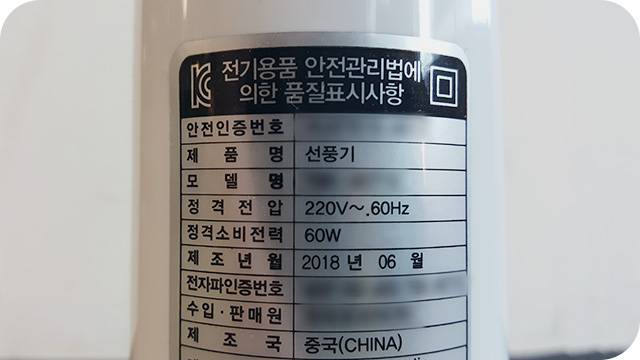 전기용품 안전관리법에
의한 품질표시사항
안전인증번호
제 품 명 선풍기
모 델 명
정 격 전 압 220V~.60Hz
정격소비전력 60W
제 조 년 월 2018 년 06 월
전자파인증번호
수입·판매원
제 조 국 중국(CHINA)